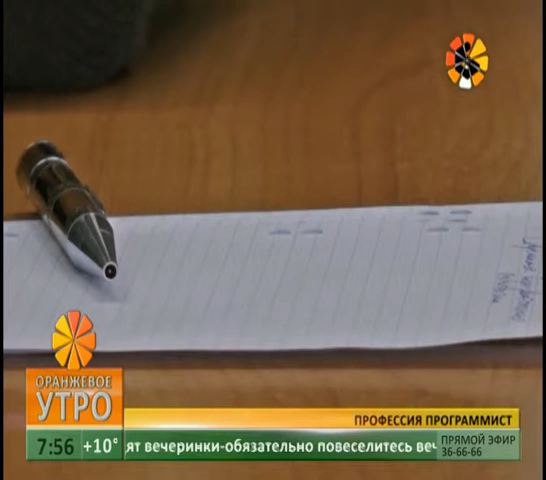 ОРАНЖЕВОЕ
УТРО
ПРОФЕССИЯ ПРОГРАММИСТ
7:56 +10° ят вечеринки-обязательно повеселитесь веч
ПРЯМОЙ ЭФИР
36-66-66